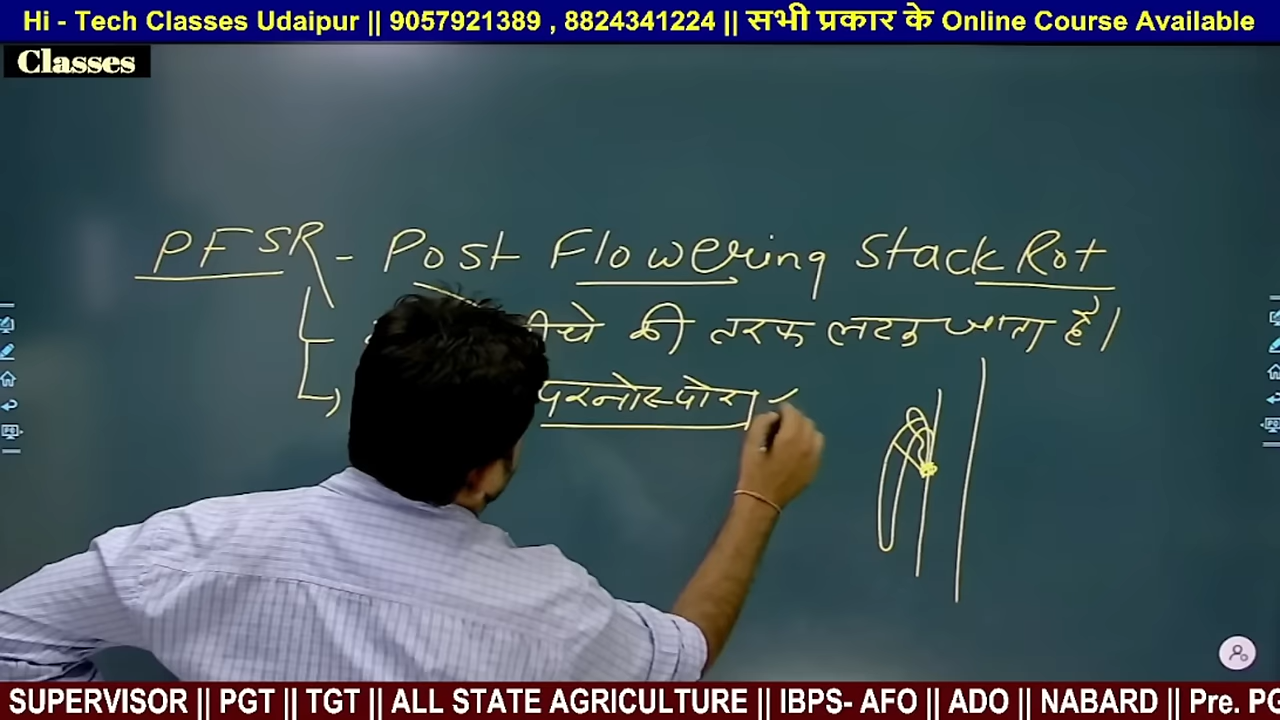 Hi - Tech Classes Udaipur || 9057921389 , 8824341224 || सभी प्रकार के Online Course Available
Classes
PFSR - Post Flowering Stack Rot
की तरफ लटक जाता है।
परनोस्पोरा
SUPERVISOR || PGT || TGT || ALL STATE AGRICULTURE || IBPS- AFO || ADO || NABARD || Pre. PG